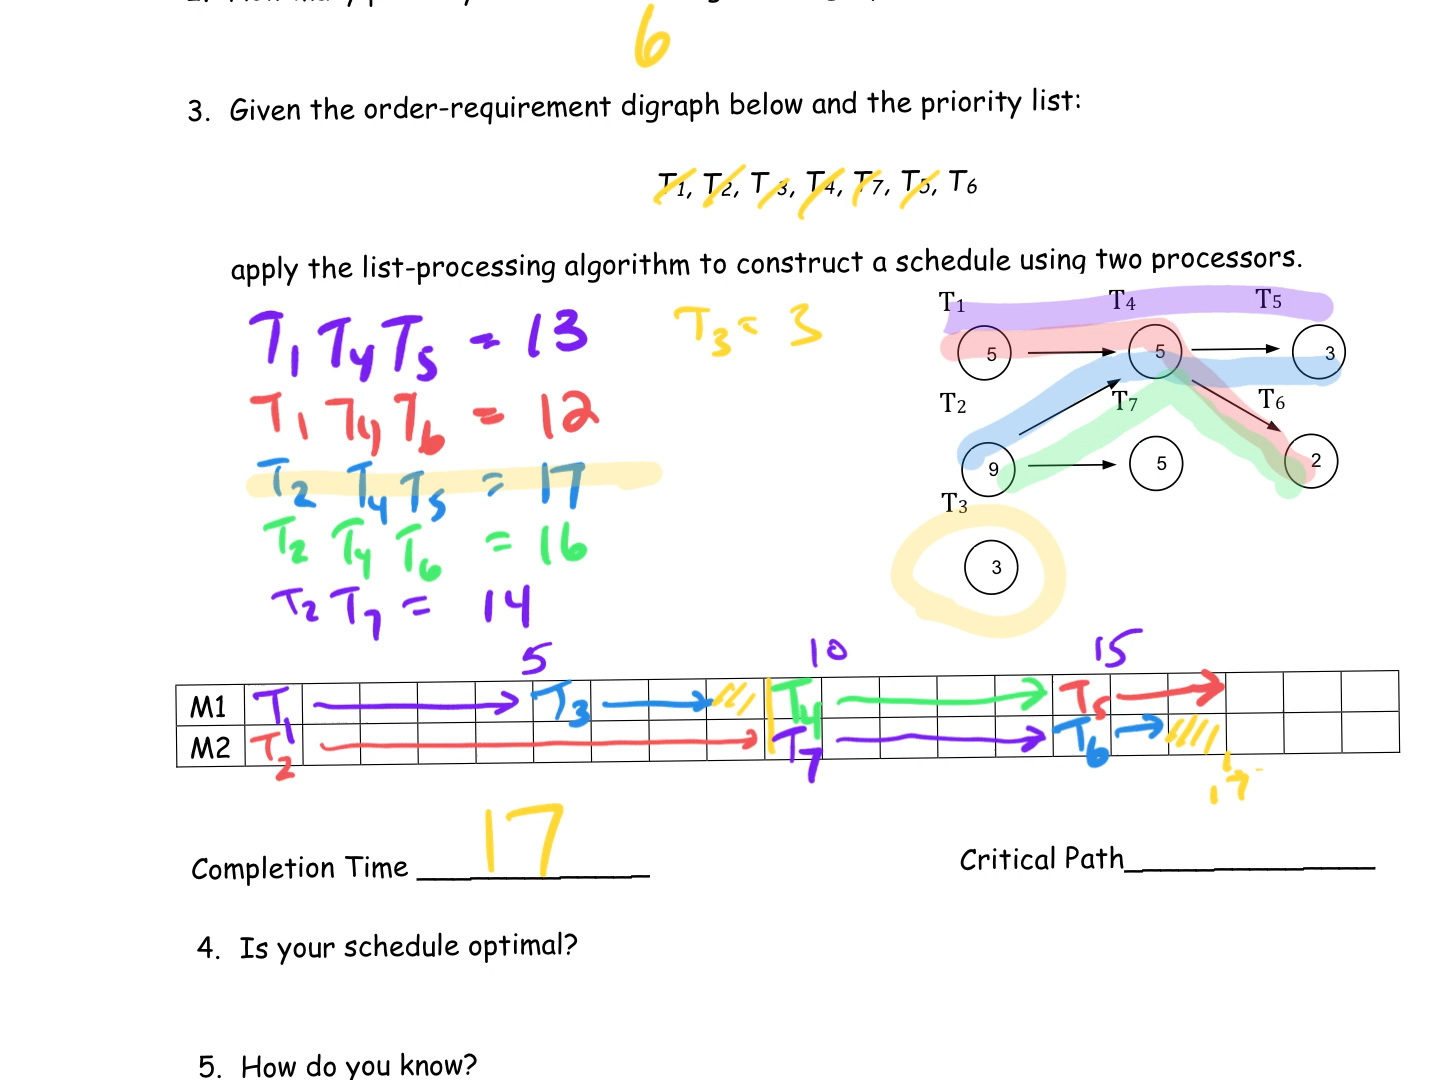 6
3. Given the order-requirement digraph below and the priority list:
T1, T2, T3, T4, T7, T5, T6
apply the list-processing algorithm to construct a schedule using two processors.
T1 T4 T5 = 13
T3 = 3
T1 T4 T6 = 12
T2 T4 T5 = 17
T2 T4 T6 = 16
T2 T7 = 14
T1 T4 T5
5 5 3
T2 T7 T6
9 5 2
T3
3
5 10 15
M1 T1 T3 T4 T5
M2 T2 T7 T6
17
Completion Time 17
Critical Path
4. Is your schedule optimal?
5. How do you know?